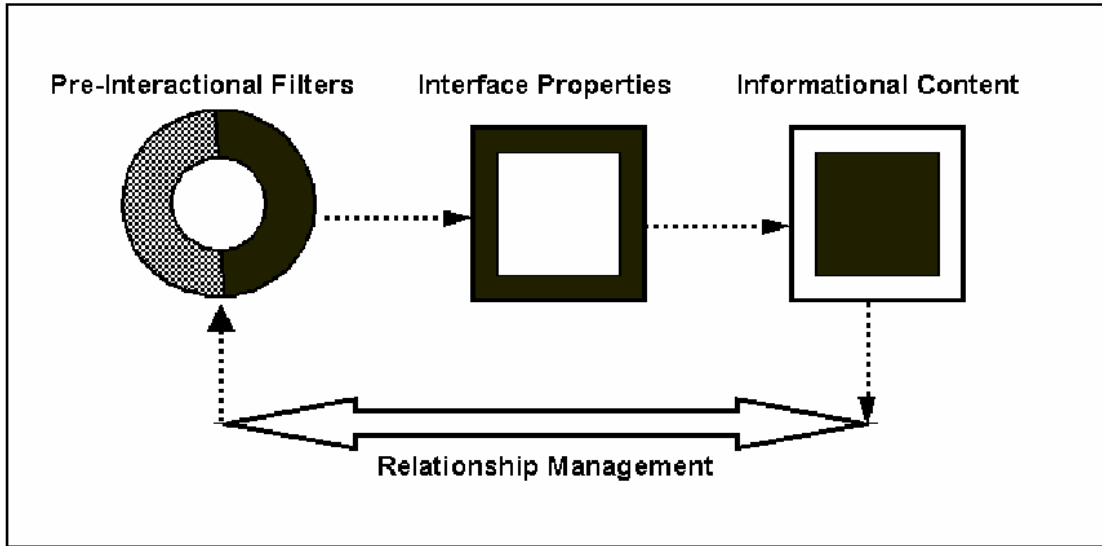 Pre-Interactional Filters
Interface Properties
Informational Content
Relationship Management